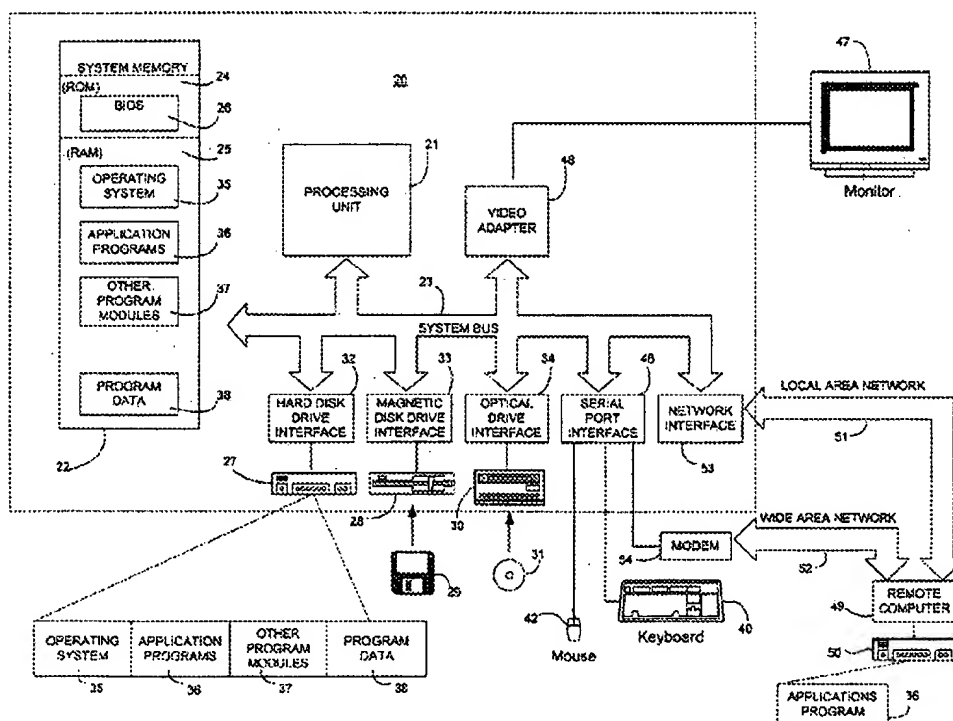 SYSTEM MEMORY
24
(ROM)
BIOS
26
(RAM)
25
OPERATING
SYSTEM
35
APPLICATION
PROGRAMS
36
OTHER
PROGRAM
MODULES
37
PROGRAM
DATA
38
22
20
21
PROCESSING
UNIT
48
VIDEO
ADAPTER
47
Monitor
23
SYSTEM BUS
32
HARD DISK
DRIVE
INTERFACE
33
MAGNETIC
DISK DRIVE
INTERFACE
34
OPTICAL
DRIVE
INTERFACE
46
SERIAL
PORT
INTERFACE
NETWORK
INTERFACE
53
LOCAL AREA NETWORK
51
27
28
30
29
31
WIDE AREA NETWORK
52
MODEM
54
42
Mouse
40
Keyboard
49
REMOTE
COMPUTER
50
APPLICATIONS
PROGRAM
36
OPERATING
SYSTEM
35
APPLICATION
PROGRAMS
36
OTHER
PROGRAM
MODULES
37
PROGRAM
DATA
38